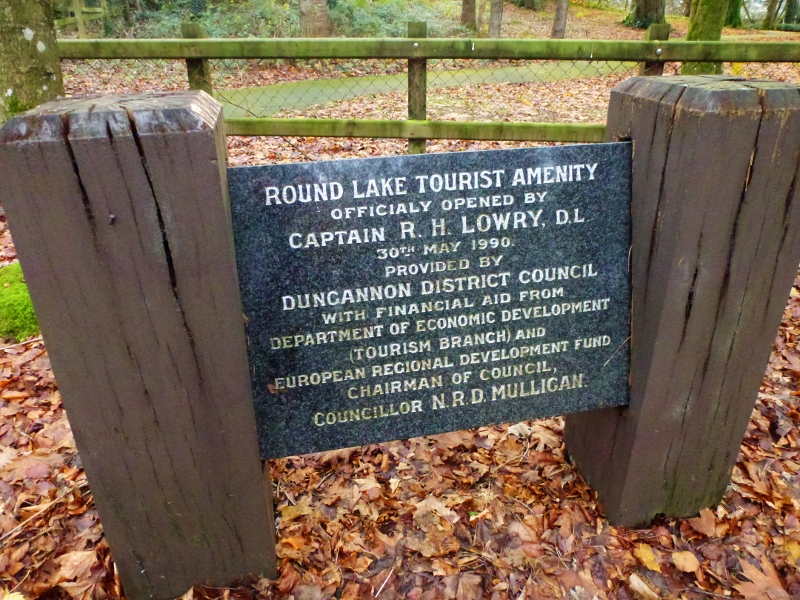 ROUND LAKE TOURIST AMENITY
OFFICIALY OPENED BY
CAPTAIN R. H. LOWRY, D.L.
30TH MAY 1990.
PROVIDED BY
DUNGANNON DISTRICT COUNCIL
WITH FINANCIAL AID FROM
DEPARTMENT OF ECONOMIC DEVELOPMENT
(TOURISM BRANCH) AND
EUROPEAN REGIONAL DEVELOPMENT FUND
CHAIRMAN OF COUNCIL,
COUNCILLOR N.R.D. MULLIGAN.